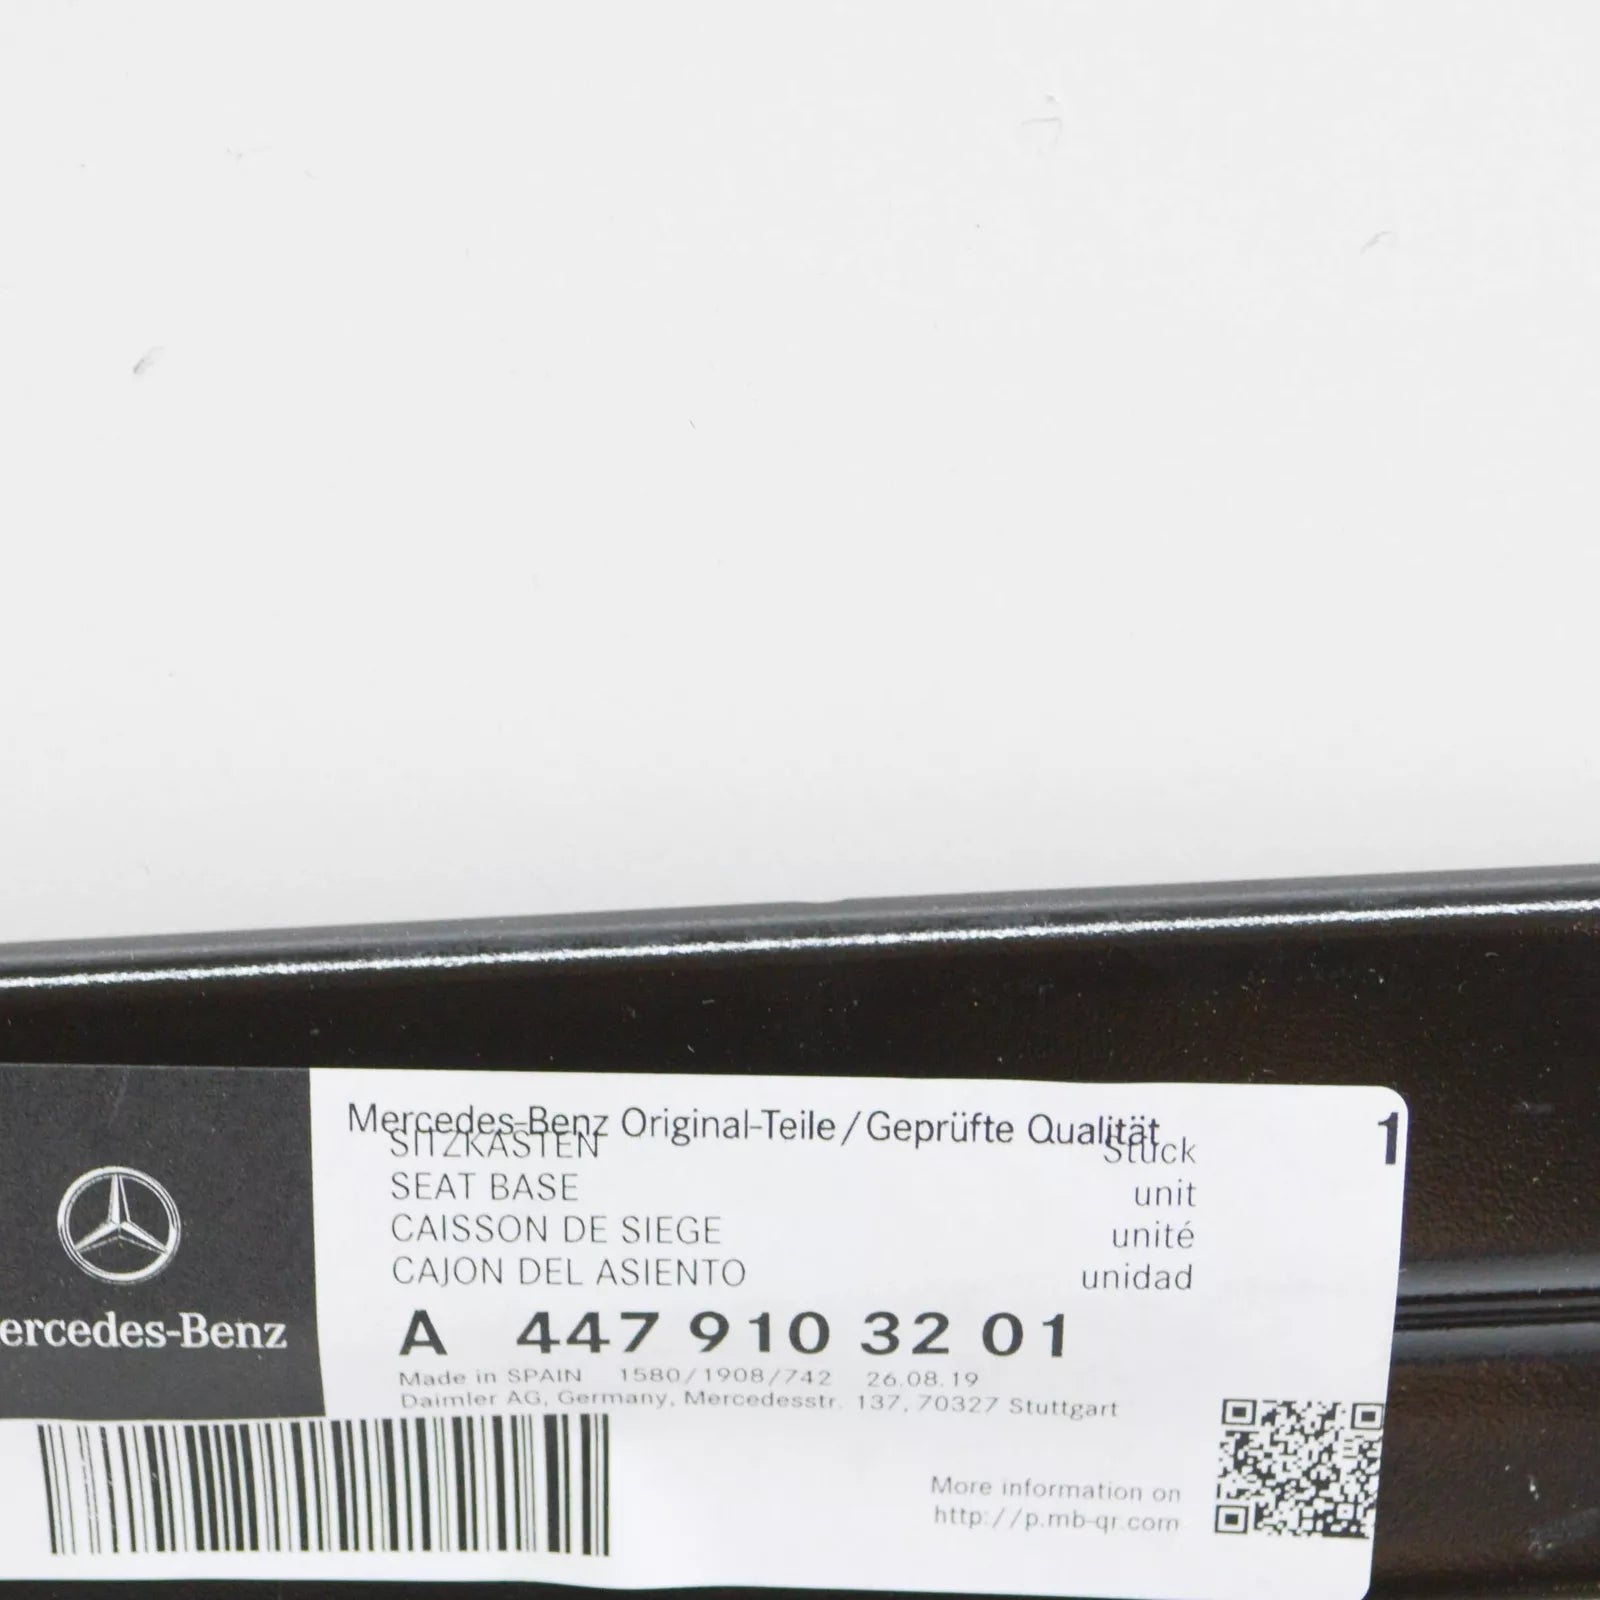 Mercedes-Benz Original-Teile/Geprüfte Qualität
1
SITZKASTEN Stück
SEAT BASE unit
CAISSON DE SIEGE unité
CAJON DEL ASIENTO unidad
ercedes-Benz
A 447 910 32 01
Made in SPAIN 1580/1908/742 26.08.19
Daimler AG, Germany, Mercedesstr. 137, 70327 Stuttgart
More information on
http://p.mb-qr.com